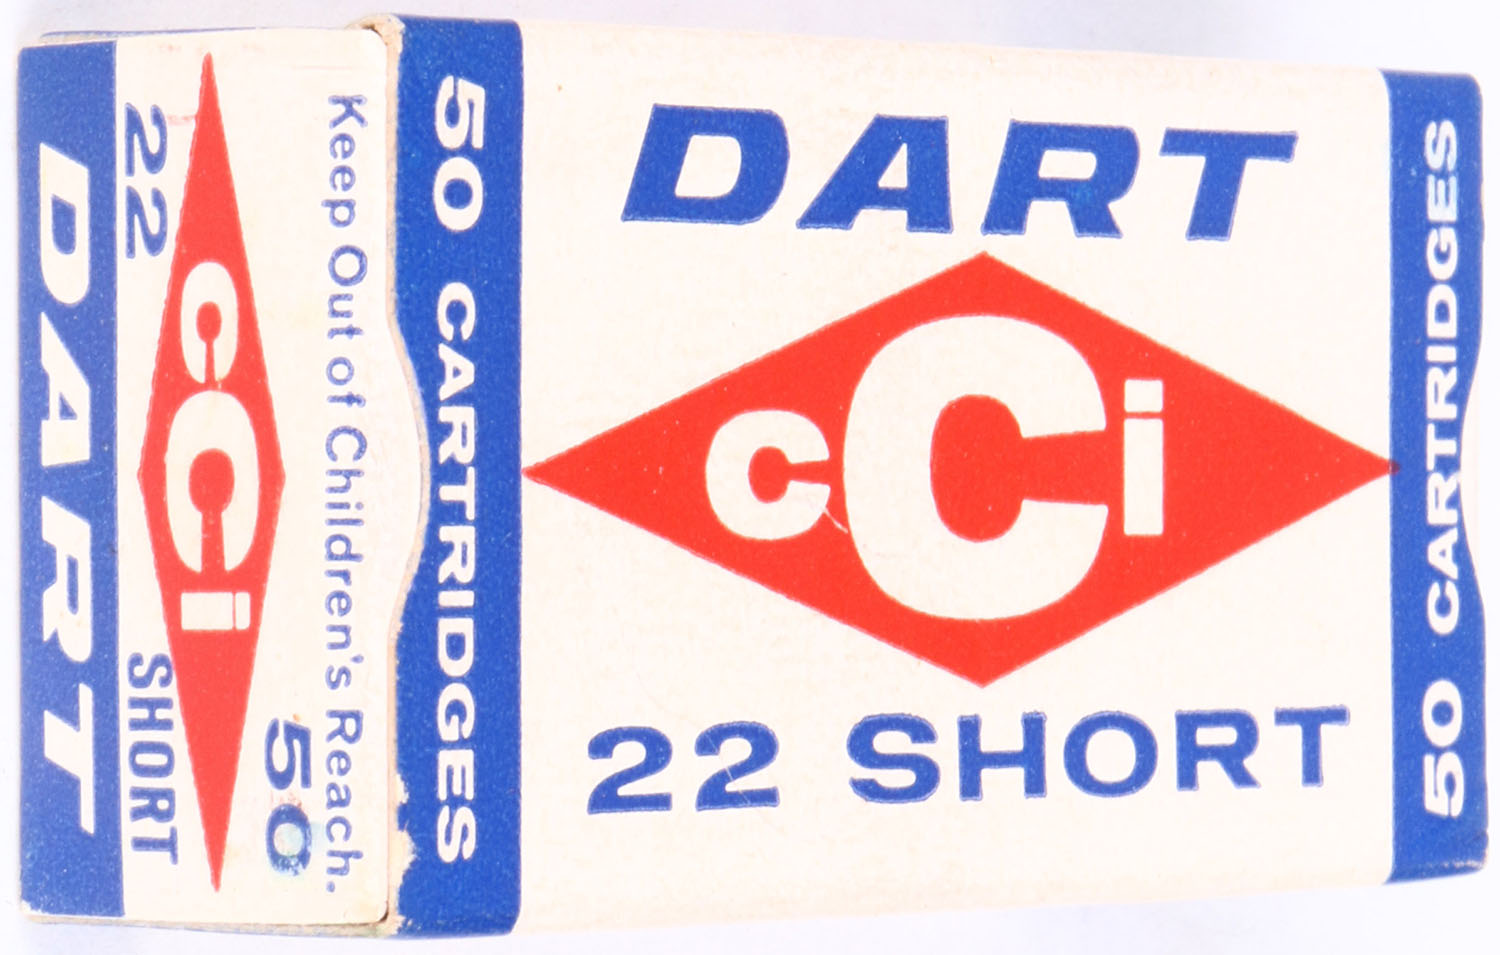 DART
cCi
22 SHORT
50 CARTRIDGES
50 CARTRIDGES
Keep Out of Children's Reach.
50
22 cCi SHORT
DART